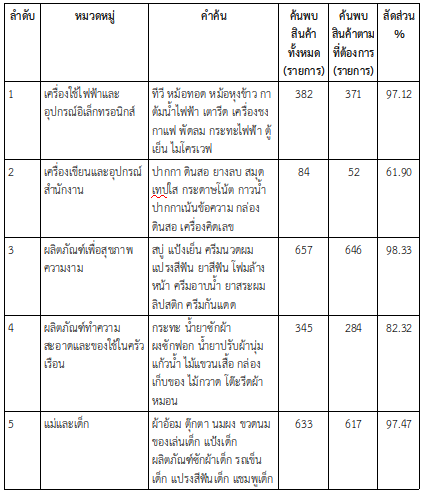 ลำดับ หมวดหมู่ คำค้น ค้นพบ ค้นพบ สัดส่วน
สินค้า สินค้าตาม %
ทั้งหมด ที่ต้องการ
(รายการ) (รายการ)
1 เครื่องใช้ไฟฟ้าและ ทีวี หม้อทอด หม้อหุงข้าว กา 382 371 97.12
อุปกรณ์อิเล็กทรอนิกส์ ต้มน้ำไฟฟ้า เตารีด เครื่องชง
กาแฟ พัดลม กระทะไฟฟ้า ตู้
เย็น ไมโครเวฟ
2 เครื่องเขียนและอุปกรณ์ ปากกา ดินสอ ยางลบ สมุด 84 52 61.90
สำนักงาน เทปใส กระดาษโน้ต กาวน้ำ
ปากกาเน้นข้อความ กล่อง
ดินสอ เครื่องคิดเลข
3 ผลิตภัณฑ์เพื่อสุขภาพ สบู่ แป้งเย็น ครีมนวดผม 657 646 98.33
ความงาม แปรงสีฟัน ยาสีฟัน โฟมล้าง
หน้า ครีมอาบน้ำ ยาสระผม
ลิปสติก ครีมกันแดด
4 ผลิตภัณฑ์ทำความ กระทะ น้ำยาซักผ้า 345 284 82.32
สะอาดและของใช้ในครัว ผงซักฟอก น้ำยาปรับผ้านุ่ม
เรือน แก้วน้ำ ไม้แขวนเสื้อ กล่อง
เก็บของ ไม้กวาด โต๊ะรีดผ้า
หมอน
5 แม่และเด็ก ผ้าอ้อม ตุ๊กตา นมผง ขวดนม 633 617 97.47
ของเล่นเด็ก แป้งเด็ก
ผลิตภัณฑ์ซักผ้าเด็ก รถเข็น
เด็ก แปรงสีฟันเด็ก แชมพูเด็ก